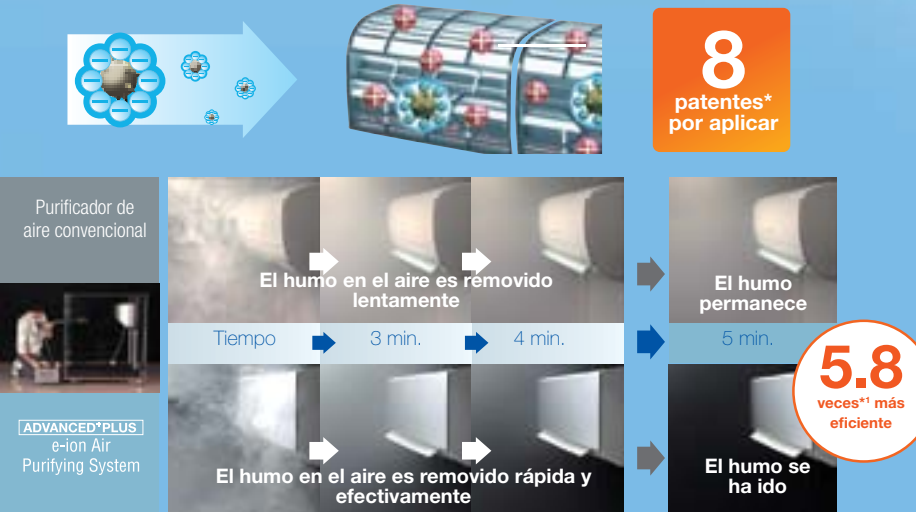 8
patentes*
por aplicar
Purificador de
aire convencional
El humo en el aire es removido
lentamente
El humo
permanece
Tiempo
3 min.
4 min.
5 min.
5.8
veces*¹ más
eficiente
ADVANCED⁺PLUS
e-ion Air
Purifying System
El humo en el aire es removido rápida y
efectivamente
El humo se
ha ido